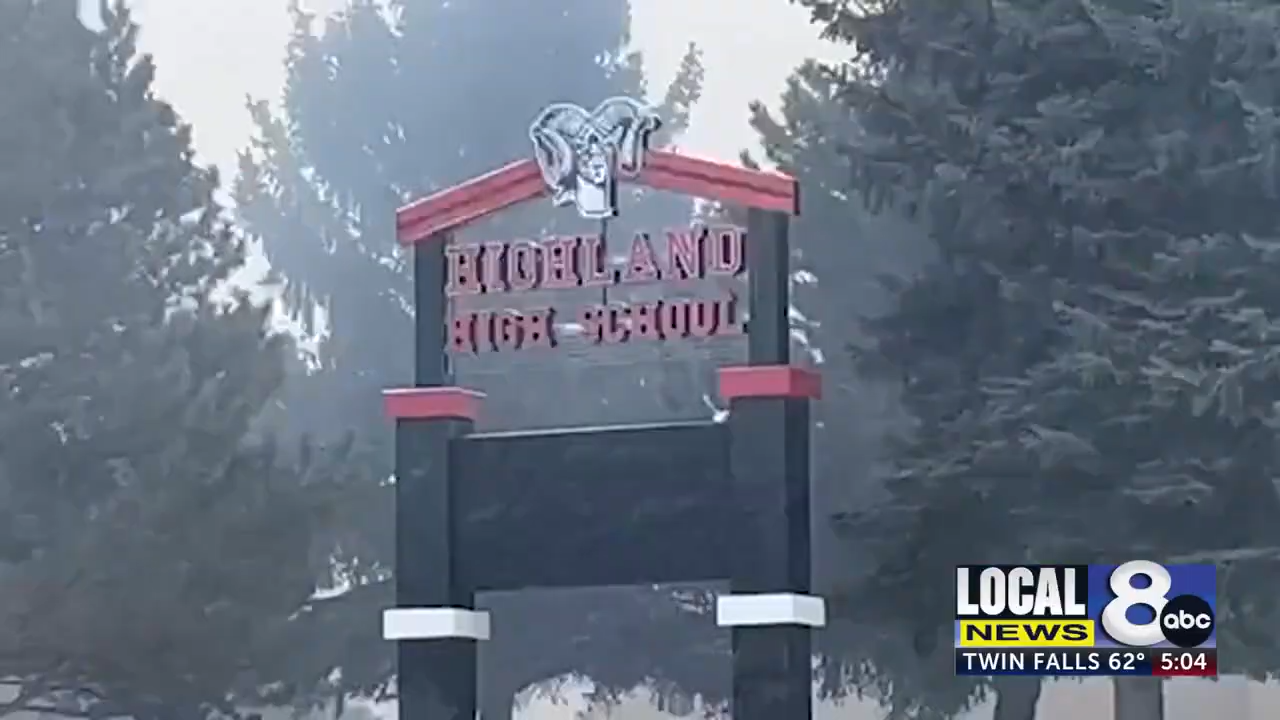 HIGHLAND
HIGH SCHOOL
LOCAL
NEWS
8
abc
TWIN FALLS 62° 5:04